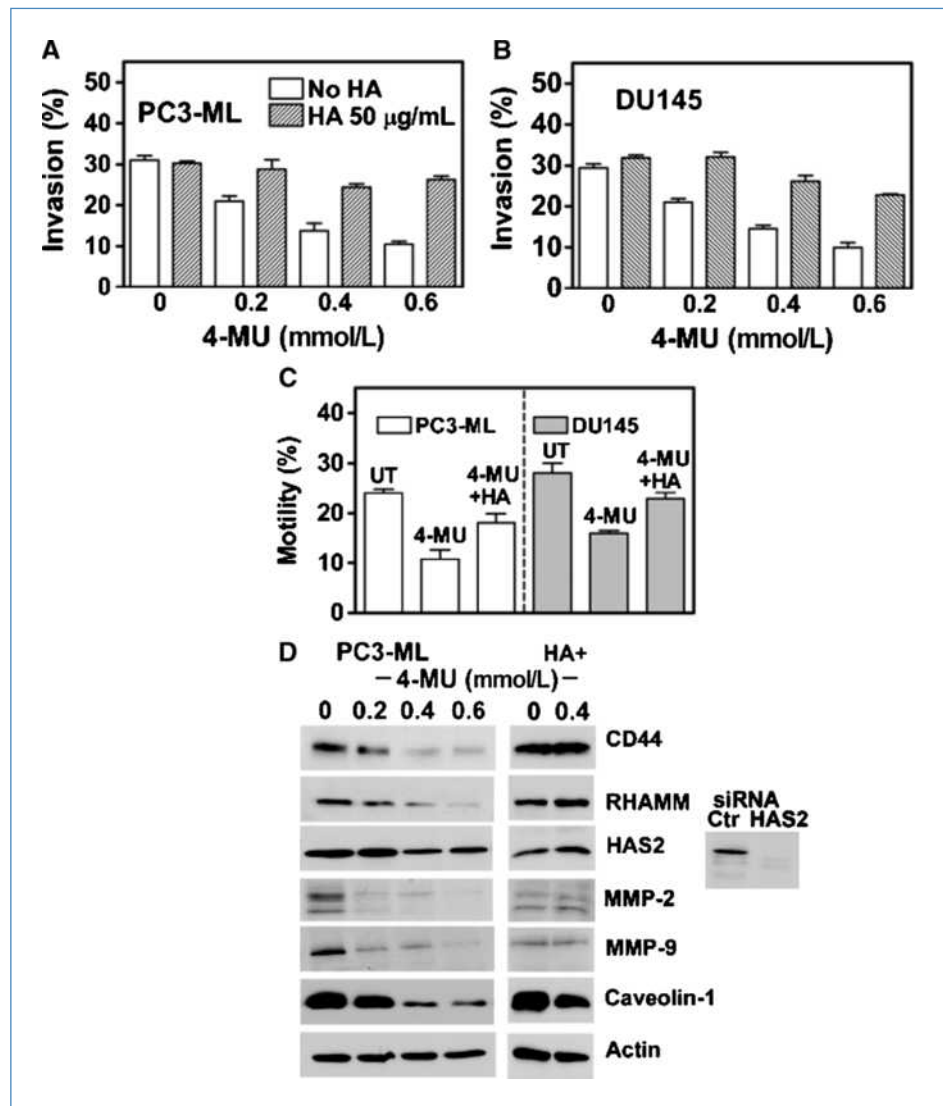 A
50
40
30
20
10
0
Invasion (%)
PC3-ML
No HA
HA 50 μg/mL
0 0.2 0.4 0.6
4-MU (mmol/L)
B
50
40
30
20
10
0
Invasion (%)
DU145
0 0.2 0.4 0.6
4-MU (mmol/L)
C
40
30
20
10
0
Motility (%)
PC3-ML
DU145
UT
4-MU
4-MU
+HA
UT
4-MU
4-MU
+HA
D
PC3-ML HA+
– 4-MU (mmol/L) –
0 0.2 0.4 0.6 0 0.4
CD44
RHAMM
HAS2
MMP-2
MMP-9
Caveolin-1
Actin
siRNA
Ctr HAS2